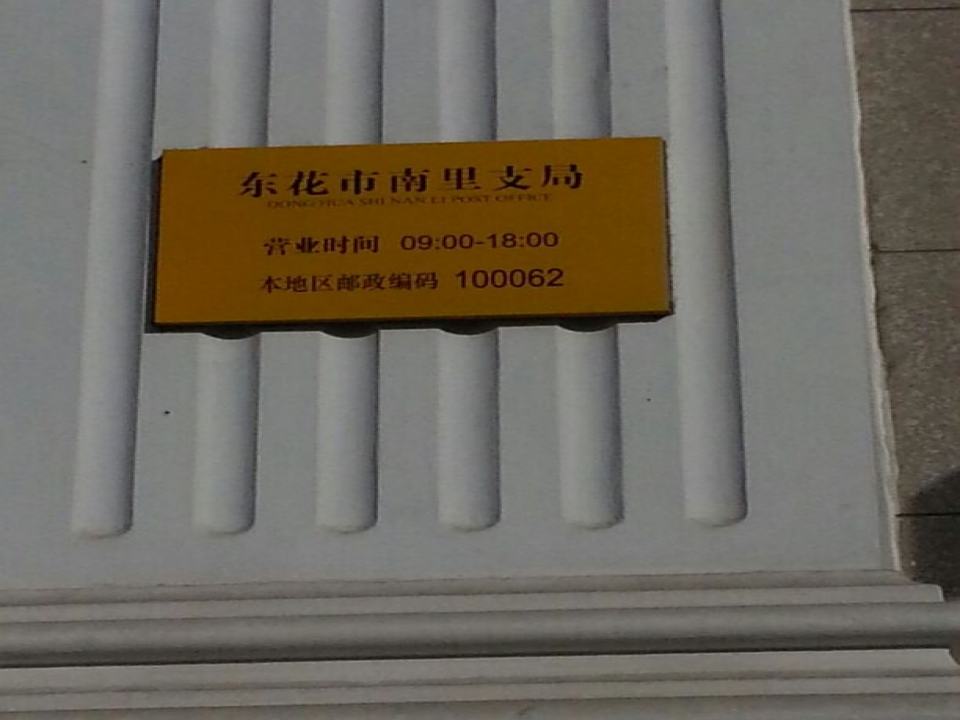 东花市南里支局
DONG HUA SHI NAN LI POST OFFICE
营业时间 09:00-18:00
本地区邮政编码 100062